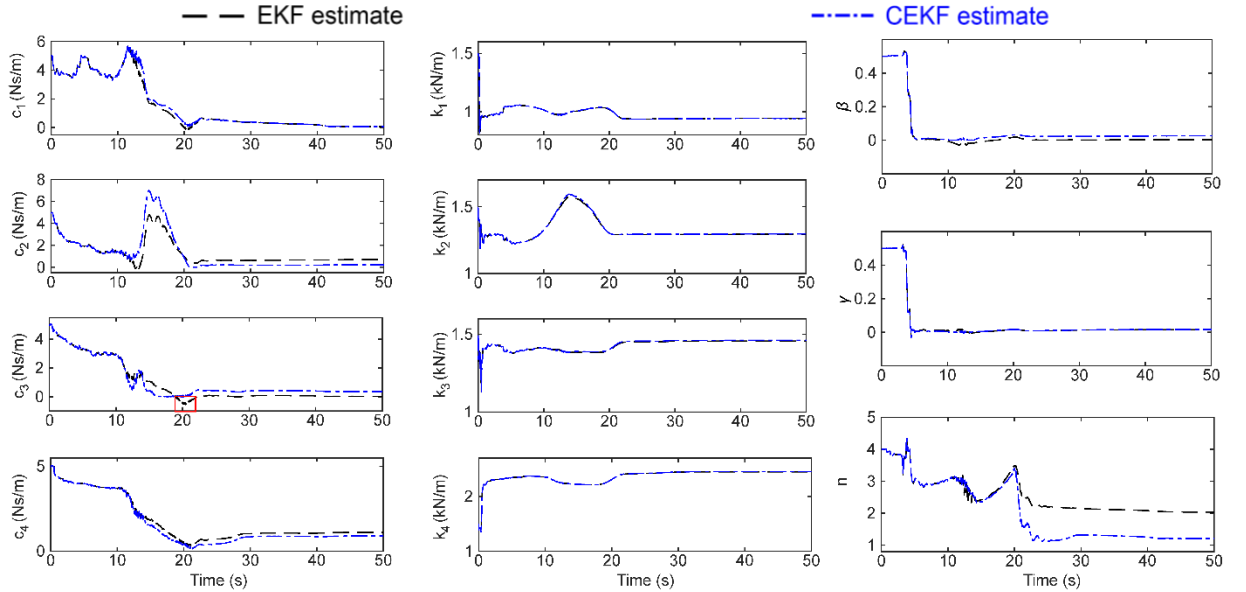 EKF estimate
CEKF estimate
c1 (Ns/m)
6
4
2
0
0 10 20 30 40 50
c2 (Ns/m)
8
6
4
2
0
0 10 20 30 40 50
c3 (Ns/m)
4
2
0
0 10 20 30 40 50
c4 (Ns/m)
5
0
0 10 20 30 40 50
Time (s)
k1 (kN/m)
1.5
1
0 10 20 30 40 50
k2 (kN/m)
1.5
1
0 10 20 30 40 50
k3 (kN/m)
1.5
1
0 10 20 30 40 50
k4 (kN/m)
2
1
0 10 20 30 40 50
Time (s)
β
0.4
0.2
0
0 10 20 30 40 50
γ
0.4
0.2
0
0 10 20 30 40 50
n
5
4
3
2
1
0 10 20 30 40 50
Time (s)